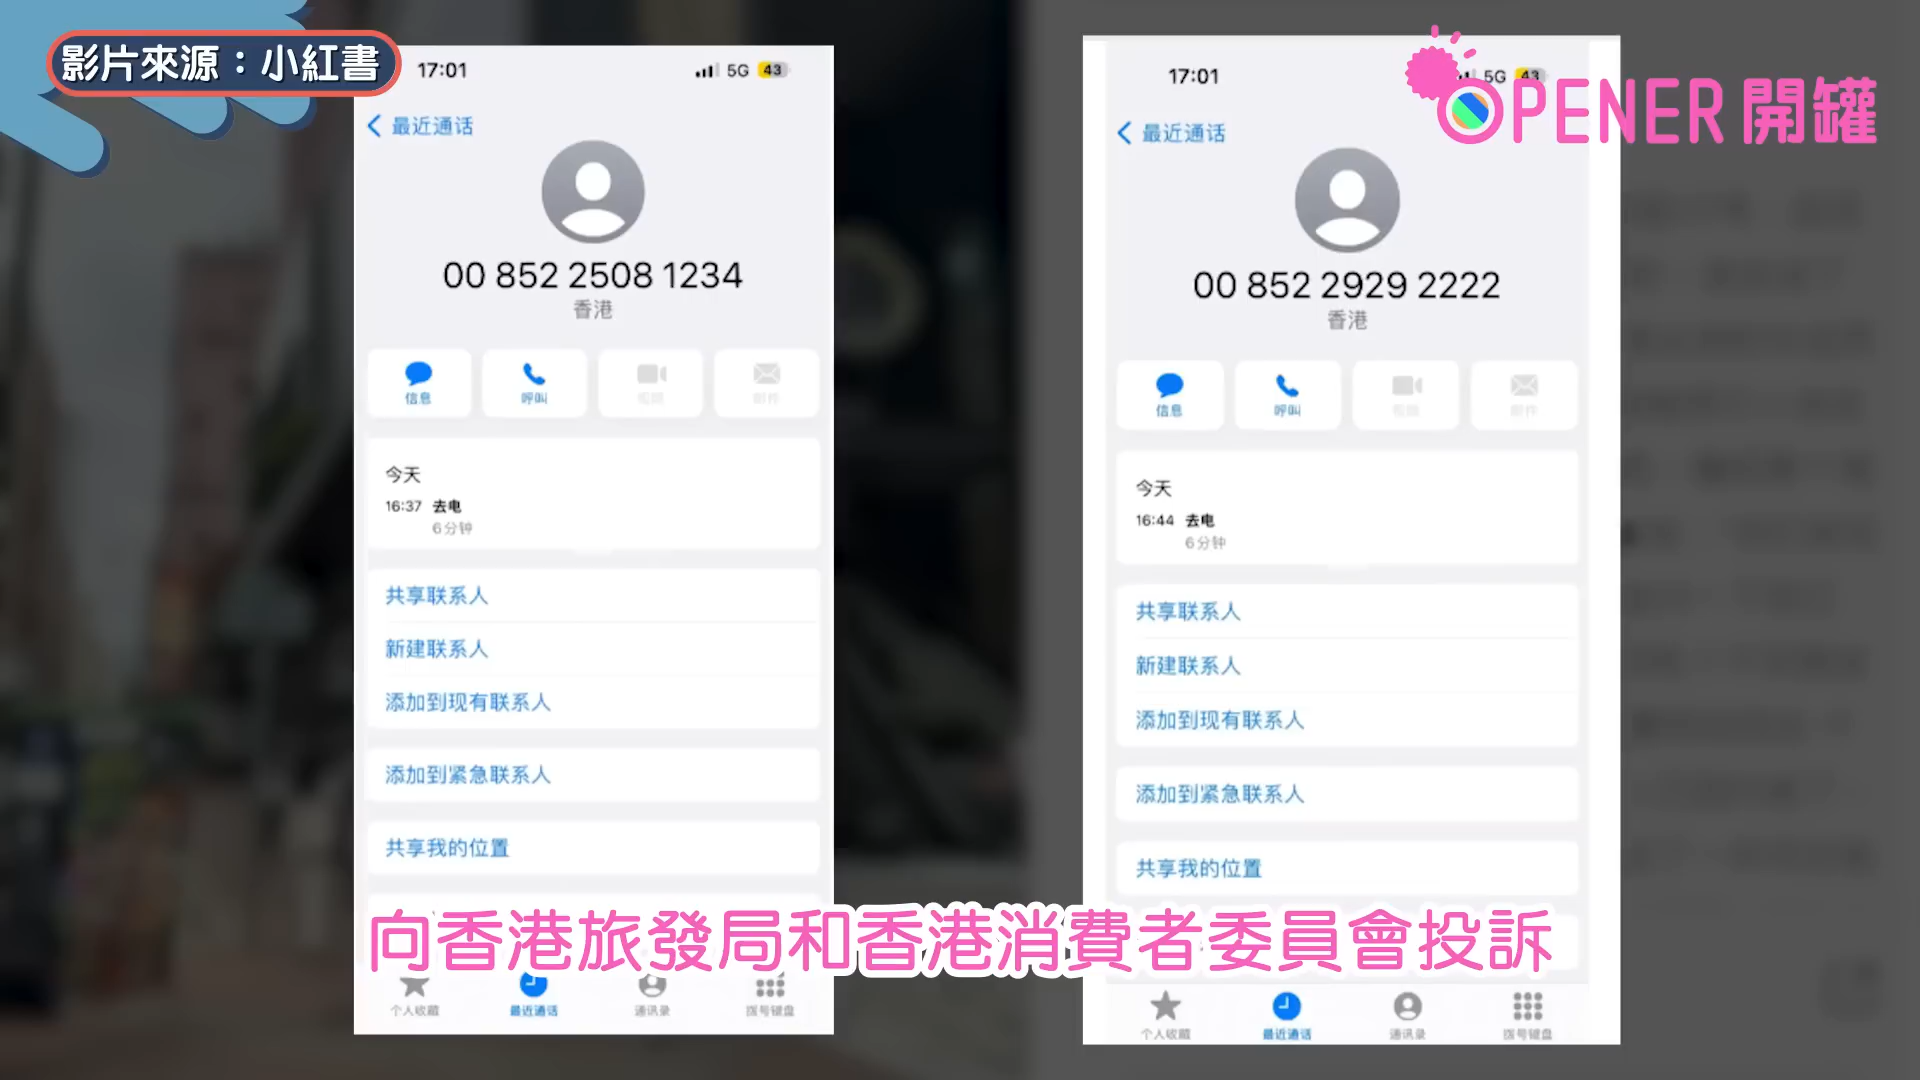 影片來源：小紅書
OPENER 開罐
17:01
5G 43
最近通话
00 852 2508 1234
香港
信息
呼叫
今天
16:37 去电
6分钟
共享联系人
新建联系人
添加到现有联系人
添加到紧急联系人
共享我的位置
个人收藏
最近通话
通讯录
拨号键盘
17:01
5G 43
最近通话
00 852 2929 2222
香港
信息
呼叫
今天
16:44 去电
6分钟
共享联系人
新建联系人
添加到现有联系人
添加到紧急联系人
共享我的位置
个人收藏
最近通话
通讯录
拨号键盘
向香港旅發局和香港消費者委員會投訴